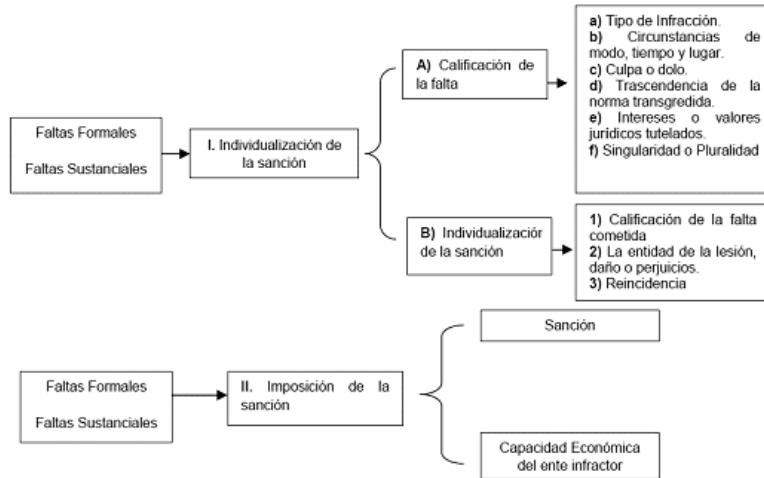 Faltas Formales
Faltas Sustanciales
I. Individualización de
la sanción
A) Calificación de
la falta
a) Tipo de Infracción.
b) Circunstancias de
modo, tiempo y lugar.
c) Culpa o dolo.
d) Trascendencia de la
norma transgredida.
e) Intereses o valores
jurídicos tutelados.
f) Singularidad o Pluralidad
B) Individualización
de la sanción
1) Calificación de la falta
cometida
2) La entidad de la lesión,
daño o perjuicios.
3) Reincidencia
Faltas Formales
Faltas Sustanciales
II. Imposición de la
sanción
Sanción
Capacidad Económica
del ente infractor